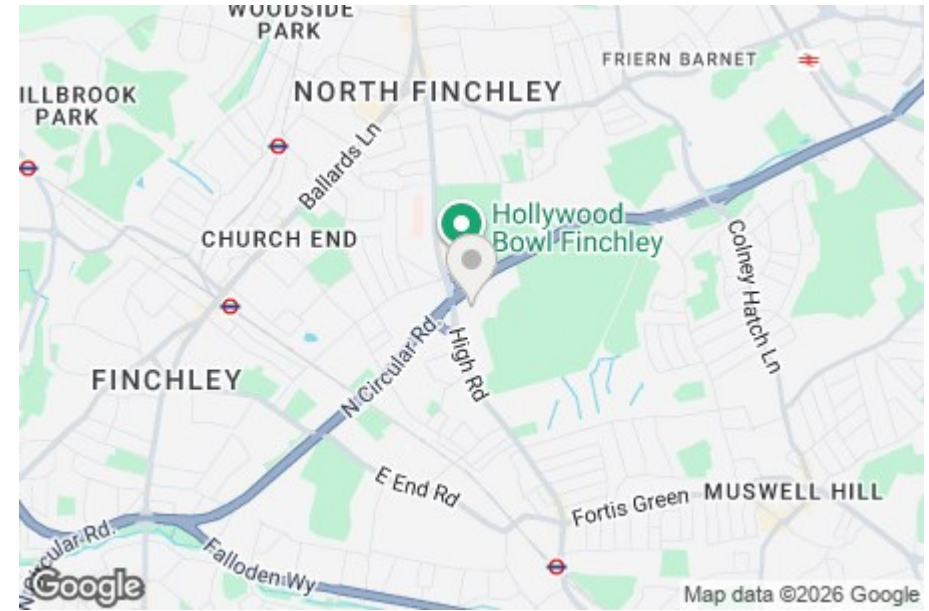 WOODSIDE
PARK
FRIERN BARNET
NORTH FINCHLEY
ILLBROOK
PARK
Ballards Ln
Hollywood
Bowl Finchley
CHURCH END
Colney Hatch Ln
N Circular Rd
High Rd
FINCHLEY
E End Rd
Fortis Green
MUSWELL HILL
N Circular Rd.
Falloden Wy
Google
Map data ©2026 Google